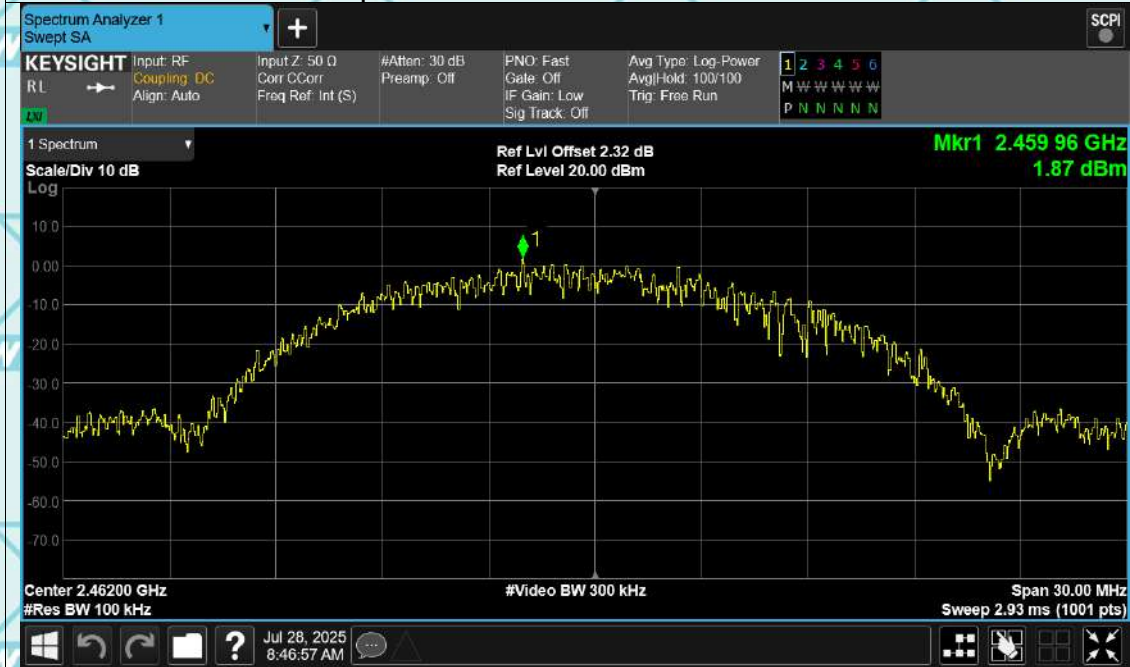 Spectrum Analyzer 1
Swept SA
+
SCPI
KEYSIGHT
RL
LXI
Input: RF
Coupling: DC
Align: Auto
Input Z: 50 Ω
Corr CCorr
Freq Ref: Int (S)
#Atten: 30 dB
Preamp: Off
PNO: Fast
Gate: Off
IF Gain: Low
Sig Track: Off
Avg Type: Log-Power
Avg|Hold: 100/100
Trig: Free Run
1 2 3 4 5 6
M W W W W W
P N N N N N
1 Spectrum
Scale/Div 10 dB
Log
Ref Lvl Offset 2.32 dB
Ref Level 20.00 dBm
Mkr1 2.459 96 GHz
1.87 dBm
1
10.0
0.00
-10.0
-20.0
-30.0
-40.0
-50.0
-60.0
-70.0
Center 2.46200 GHz
#Res BW 100 kHz
#Video BW 300 kHz
Span 30.00 MHz
Sweep 2.93 ms (1001 pts)
?
Jul 28, 2025
8:46:57 AM